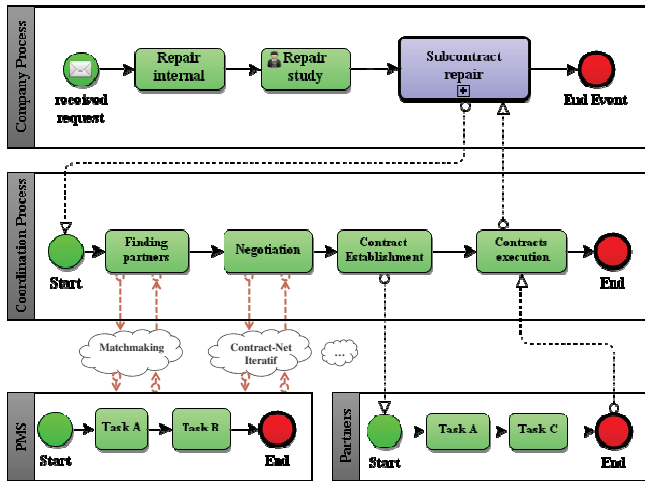 Company Process
received
request
Repair
internal
Repair
study
Subcontract
repair
End Event
Coordination Process
Start
Finding
partners
Negotiation
Contract
Establishment
Contracts
execution
End
Matchmaking
Contract-Net
Iteratif
...
PMS
Start
Task A
Task B
End
Partners
Start
Task A
Task C
End